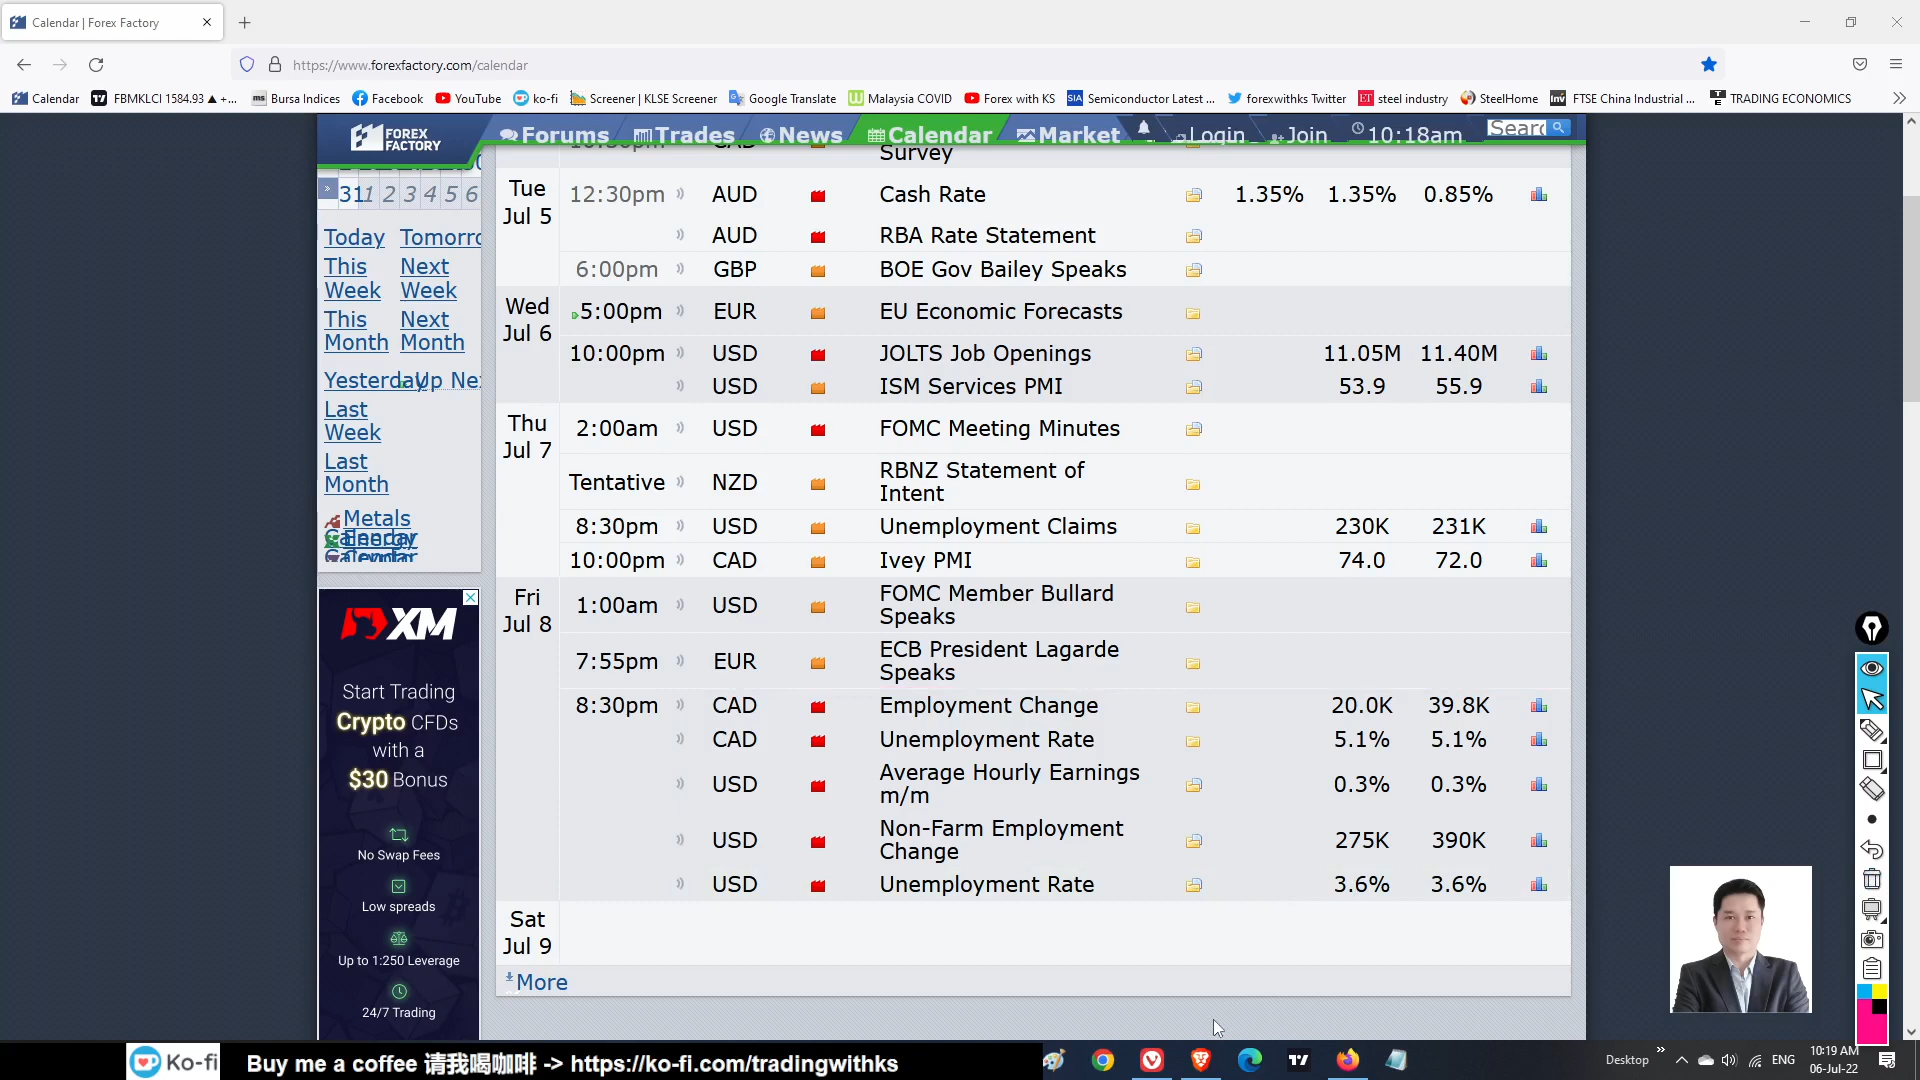 Calendar | Forex Factory
https://www.forexfactory.com/calendar
Calendar FBMKLCI 1584.93 ▲ +... Bursa Indices Facebook YouTube ko-fi Screener | KLSE Screener Google Translate Malaysia COVID Forex with KS Semiconductor Latest ... forexwithks Twitter steel industry SteelHome FTSE China Industrial ... TRADING ECONOMICS
FOREX FACTORY Forums Trades News Calendar Market Login Join 10:18am Searc
Survey
31 1 2 3 4 5 6
Today Tomorro
This Week Next Week
This Month Next Month
Yesterday Up Ne
Last Week
Last Month
Metals
Calendar
Energy
Tue Jul 5 12:30pm AUD Cash Rate 1.35% 1.35% 0.85%
AUD RBA Rate Statement
6:00pm GBP BOE Gov Bailey Speaks
Wed Jul 6 5:00pm EUR EU Economic Forecasts
10:00pm USD JOLTS Job Openings 11.05M 11.40M
USD ISM Services PMI 53.9 55.9
Thu Jul 7 2:00am USD FOMC Meeting Minutes
Tentative NZD RBNZ Statement of Intent
8:30pm USD Unemployment Claims 230K 231K
10:00pm CAD Ivey PMI 74.0 72.0
Fri Jul 8 1:00am USD FOMC Member Bullard Speaks
7:55pm EUR ECB President Lagarde Speaks
8:30pm CAD Employment Change 20.0K 39.8K
CAD Unemployment Rate 5.1% 5.1%
USD Average Hourly Earnings m/m 0.3% 0.3%
USD Non-Farm Employment Change 275K 390K
USD Unemployment Rate 3.6% 3.6%
Sat Jul 9
More
XM
Start Trading
Crypto CFDs
with a
$30 Bonus
No Swap Fees
Low spreads
Up to 1:250 Leverage
24/7 Trading
Ko-fi Buy me a coffee 请我喝咖啡 -> https://ko-fi.com/tradingwithks
Desktop ENG 10:19 AM
06-Jul-22